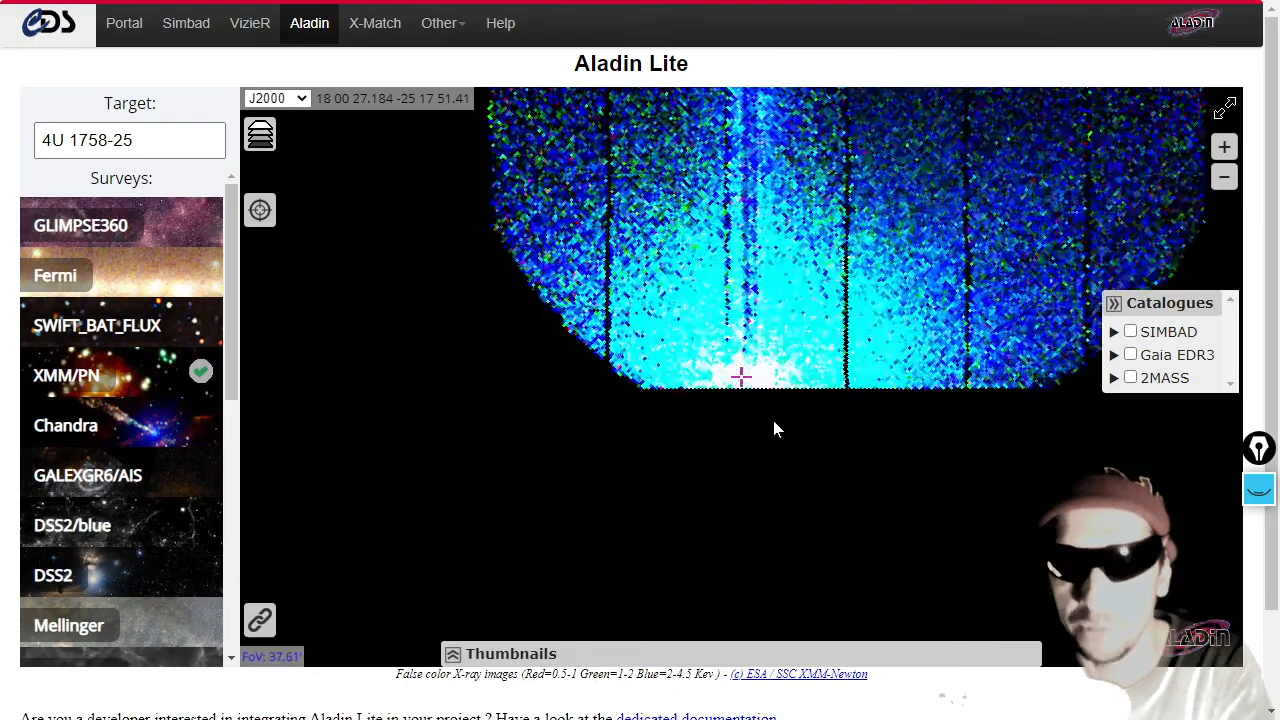 CDS Portal Simbad VizieR Aladin X-Match Other Help ALADIN
Aladin Lite
Target:
4U 1758-25
Surveys:
GLIMPSE360
Fermi
SWIFT_BAT_FLUX
XMM/PN
Chandra
GALEXGR6/AIS
DSS2/blue
DSS2
Mellinger
J2000 18 00 27.184 -25 17 51.41
+
−
Catalogues
SIMBAD
Gaia EDR3
2MASS
FoV: 37.61'
Thumbnails
ALADIN
False color X-ray images (Red=0.5-1 Green=1-2 Blue=2-4.5 Kev ) - (c) ESA / SSC XMM-Newton
Are you a developer interested in integrating Aladin Lite in your project ? Have a look at the dedicated documentation